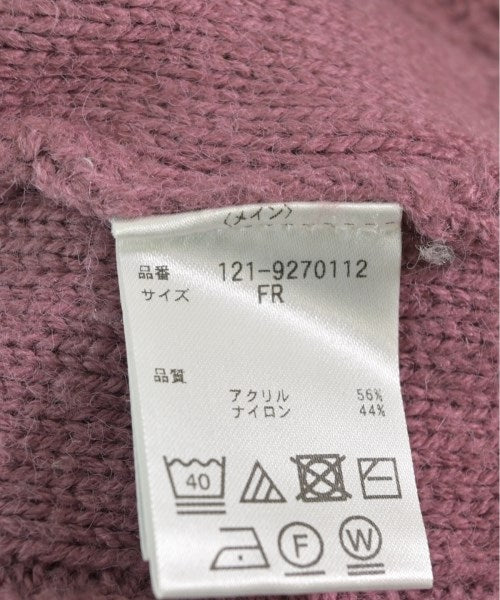 〈メイン〉
品番 121-9270112
サイズ FR
品質
アクリル 56%
ナイロン 44%
40
F W